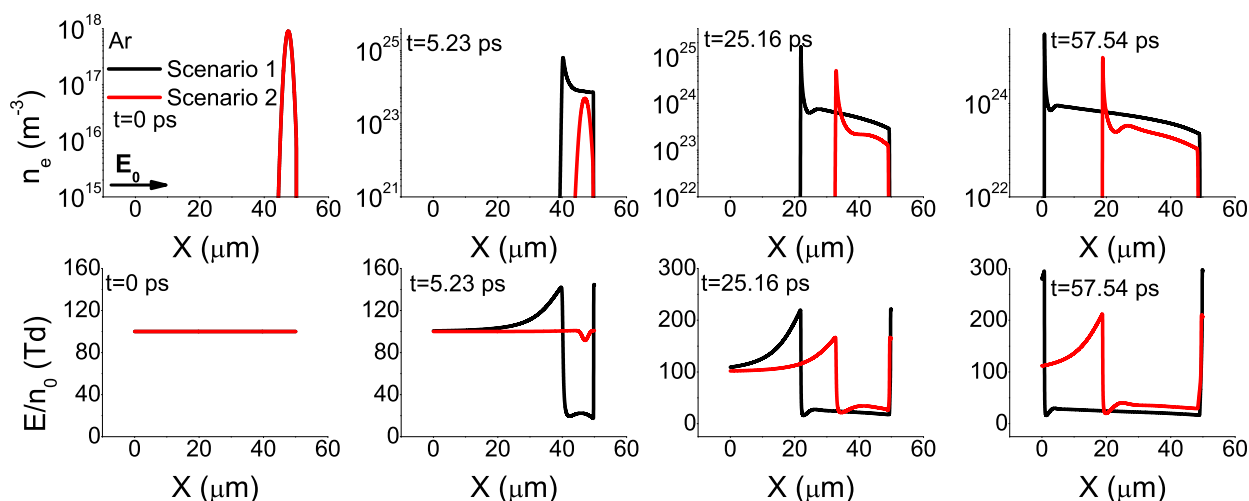 10^18
10^17
10^16
10^15
n_e (m^-3)
Ar
Scenario 1
Scenario 2
t=0 ps
E_0
0 20 40 60
X (μm)
10^25
10^23
10^21
t=5.23 ps
0 20 40 60
X (μm)
10^25
10^24
10^23
10^22
t=25.16 ps
0 20 40 60
X (μm)
10^24
10^22
t=57.54 ps
0 20 40 60
X (μm)
160
120
80
40
0
E/n_0 (Td)
t=0 ps
0 20 40 60
X (μm)
160
120
80
40
0
t=5.23 ps
0 20 40 60
X (μm)
300
200
100
0
t=25.16 ps
0 20 40 60
X (μm)
300
200
100
0
t=57.54 ps
0 20 40 60
X (μm)